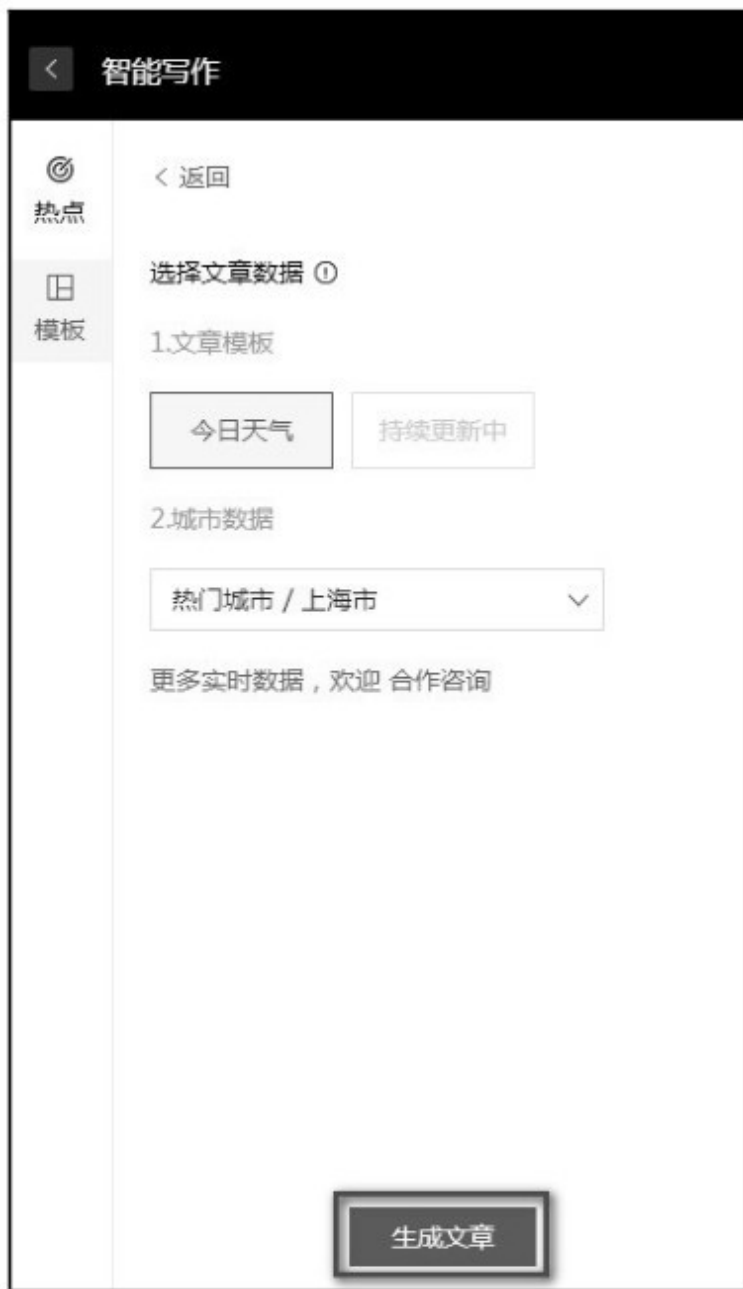 智能写作
热点
模板
< 返回
选择文章数据
1.文章模板
今日天气 持续更新中
2.城市数据
热门城市 / 上海市
更多实时数据，欢迎 合作咨询
生成文章